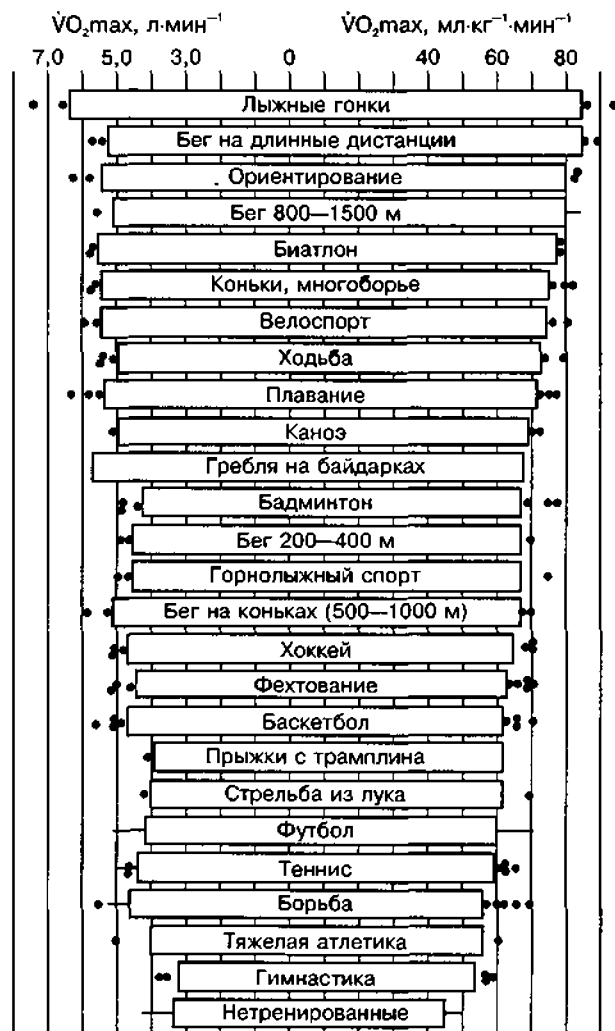 V̇O₂max, л·мин⁻¹ V̇O₂max, мл·кг⁻¹·мин⁻¹
7,0 5,0 3,0 0 40 60 80
Лыжные гонки
Бег на длинные дистанции
Ориентирование
Бег 800—1500 м
Биатлон
Коньки, многоборье
Велоспорт
Ходьба
Плавание
Каноэ
Гребля на байдарках
Бадминтон
Бег 200—400 м
Горнолыжный спорт
Бег на коньках (500—1000 м)
Хоккей
Фехтование
Баскетбол
Прыжки с трамплина
Стрельба из лука
Футбол
Теннис
Борьба
Тяжелая атлетика
Гимнастика
Нетренированные